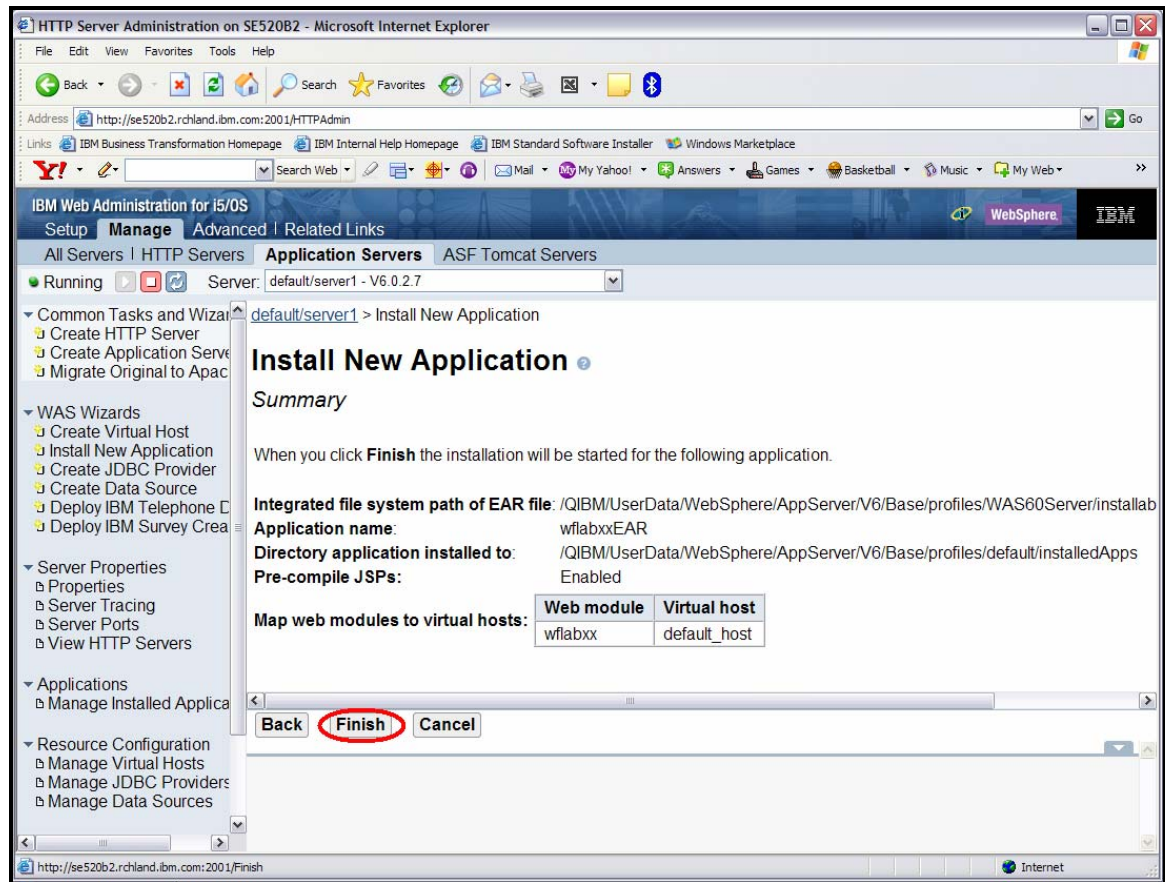 HTTP Server Administration on SE520B2 - Microsoft Internet Explorer
File Edit View Favorites Tools Help
Back Search Favorites
Address http://se520b2.rchland.ibm.com:2001/HTTPAdmin Go
Links IBM Business Transformation Homepage IBM Internal Help Homepage IBM Standard Software Installer Windows Marketplace
Y! Search Web Mail My Yahoo! Answers Games Basketball Music My Web >>
IBM Web Administration for i5/OS
WebSphere. IBM
Setup Manage Advanced | Related Links
All Servers | HTTP Servers Application Servers ASF Tomcat Servers
Running Server: default/server1 - V6.0.2.7
Common Tasks and Wizar
Create HTTP Server
Create Application Serve
Migrate Original to Apac
WAS Wizards
Create Virtual Host
Install New Application
Create JDBC Provider
Create Data Source
Deploy IBM Telephone D
Deploy IBM Survey Crea
Server Properties
Properties
Server Tracing
Server Ports
View HTTP Servers
Applications
Manage Installed Applica
Resource Configuration
Manage Virtual Hosts
Manage JDBC Providers
Manage Data Sources
default/server1 > Install New Application
Install New Application ?
Summary
When you click Finish the installation will be started for the following application.
Integrated file system path of EAR file: /QIBM/UserData/WebSphere/AppServer/V6/Base/profiles/WAS60Server/installab
Application name: wflabxxEAR
Directory application installed to: /QIBM/UserData/WebSphere/AppServer/V6/Base/profiles/default/installedApps
Pre-compile JSPs: Enabled
Map web modules to virtual hosts:
Web module Virtual host
wflabxx default_host
Back Finish Cancel
http://se520b2.rchland.ibm.com:2001/Finish Internet